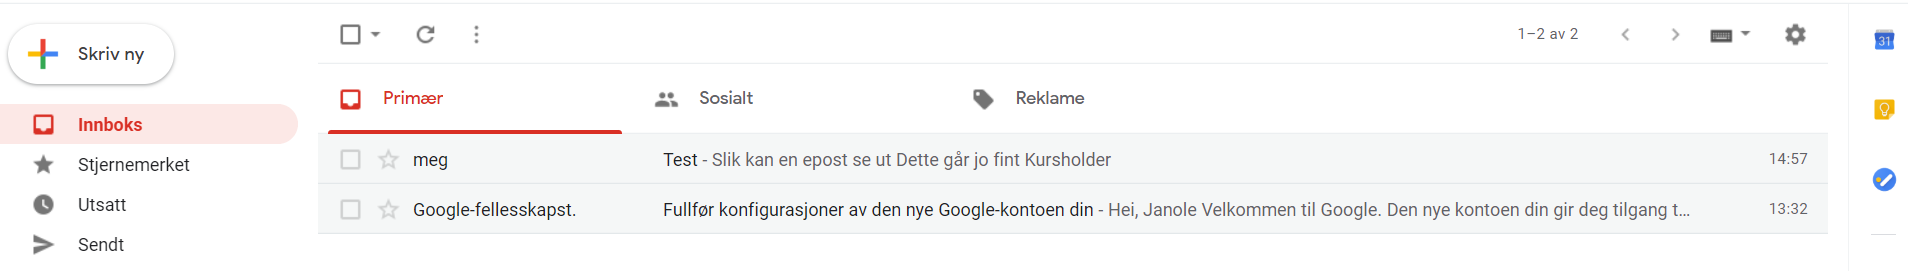 Skriv ny
1–2 av 2
31
Primær
Sosialt
Reklame
Innboks
Stjernemerket
Utsatt
Sendt
meg Test - Slik kan en epost se ut Dette går jo fint Kursholder 14:57
Google-fellesskapst. Fullfør konfigurasjoner av den nye Google-kontoen din - Hei, Janole Velkommen til Google. Den nye kontoen din gir deg tilgang t... 13:32